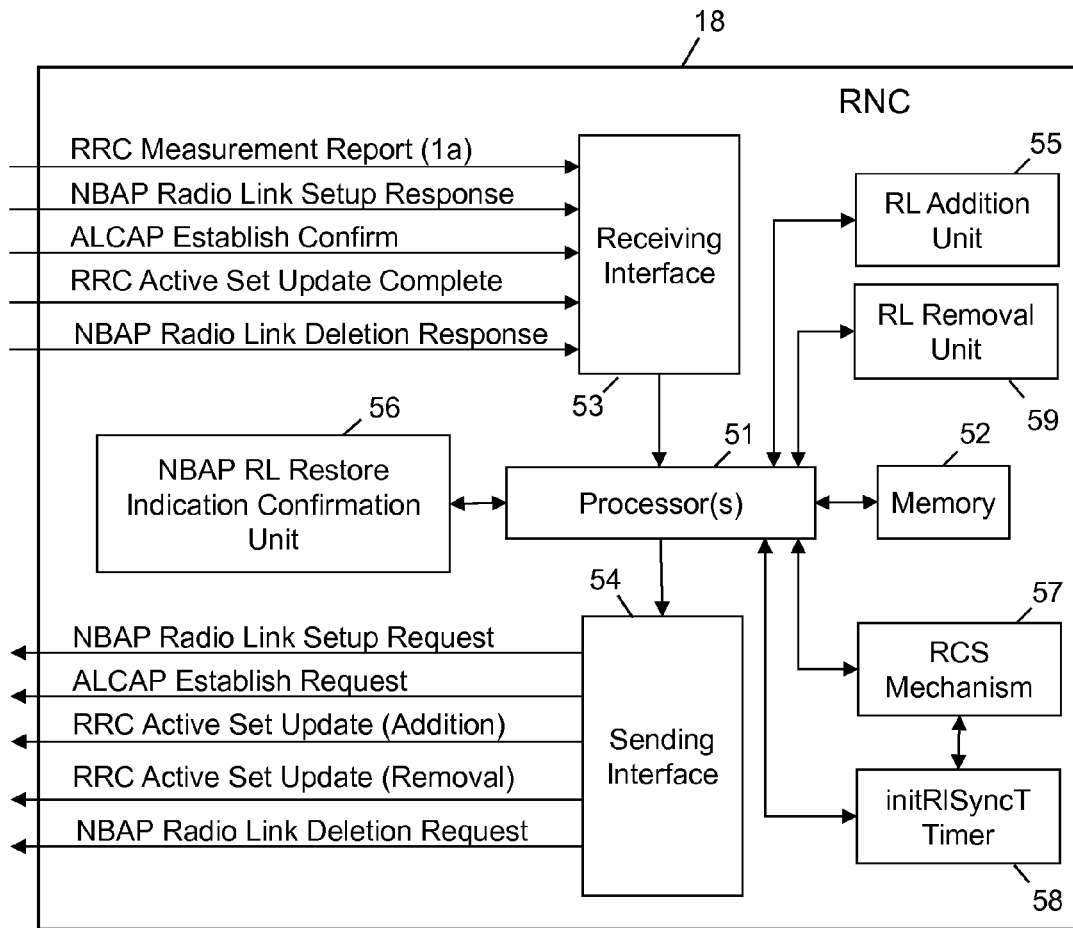 18
RNC
RRC Measurement Report (1a)
NBAP Radio Link Setup Response
ALCAP Establish Confirm
RRC Active Set Update Complete
NBAP Radio Link Deletion Response
Receiving
Interface
53
55
RL Addition
Unit
RL Removal
Unit
59
56
NBAP RL Restore
Indication Confirmation
Unit
51
Processor(s)
52
Memory
54
Sending
Interface
NBAP Radio Link Setup Request
ALCAP Establish Request
RRC Active Set Update (Addition)
RRC Active Set Update (Removal)
NBAP Radio Link Deletion Request
57
RCS
Mechanism
initRlSyncT
Timer
58